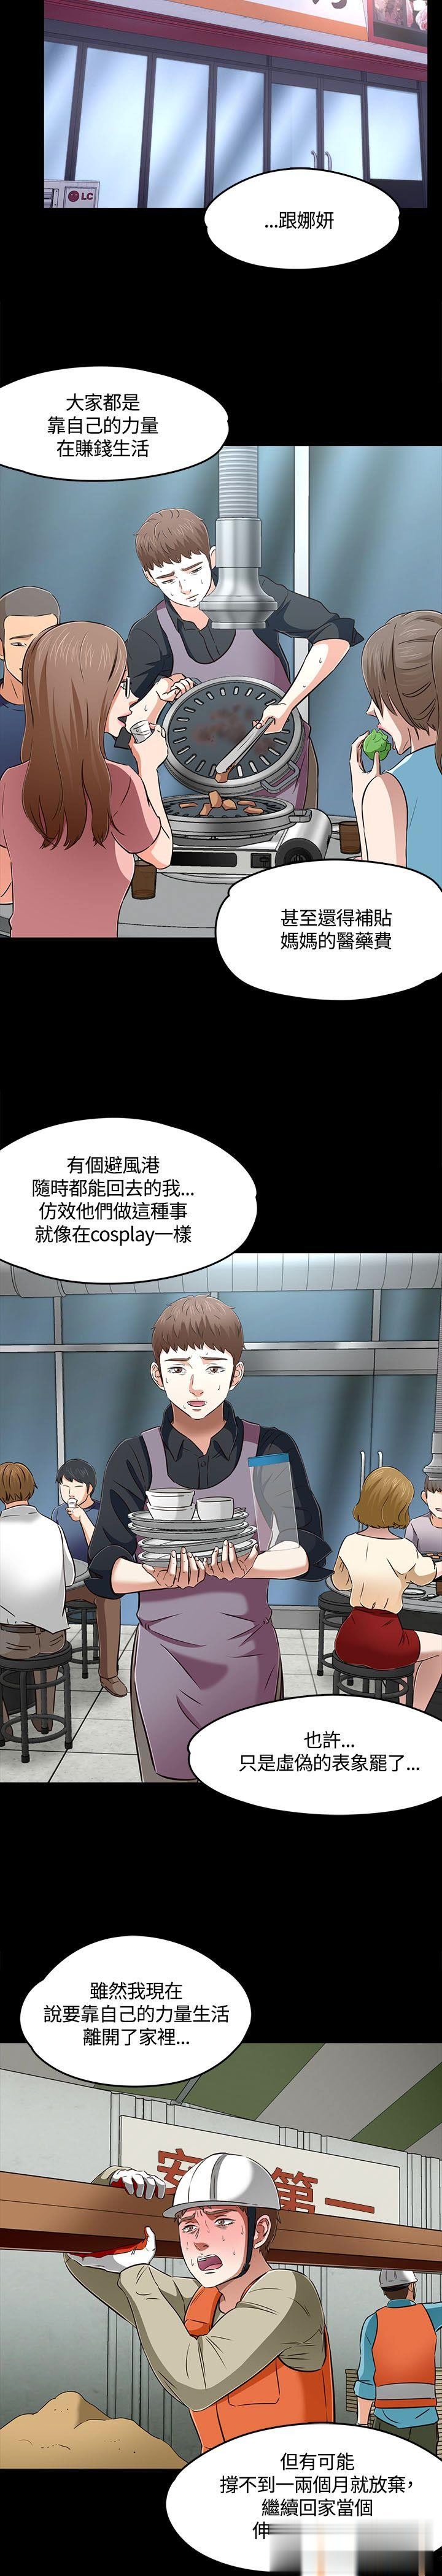 LC
...跟娜妍
大家都是
靠自己的力量
在賺錢生活
甚至還得補貼
媽媽的醫藥費
有個避風港
隨時都能回去的我...
仿效他們做這種事
就像在cosplay一樣
也許...
只是虛偽的表象罷了...
雖然我現在
說要靠自己的力量生活
離開了家裡...
安 第一
但有可能
撐不到一兩個月就放棄，
繼續回家當個
伸